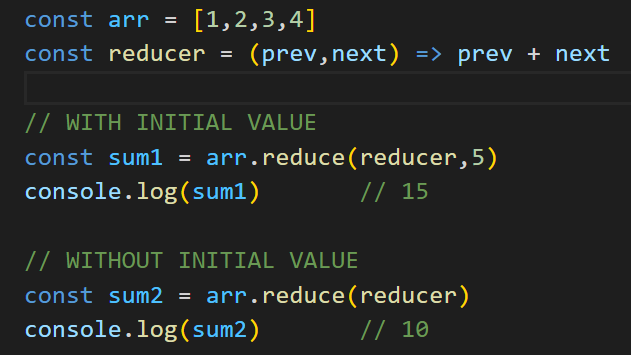 const arr = [1,2,3,4]
const reducer = (prev,next) => prev + next
// WITH INITIAL VALUE
const sum1 = arr.reduce(reducer,5)
console.log(sum1)       // 15
// WITHOUT INITIAL VALUE
const sum2 = arr.reduce(reducer)
console.log(sum2)       // 10